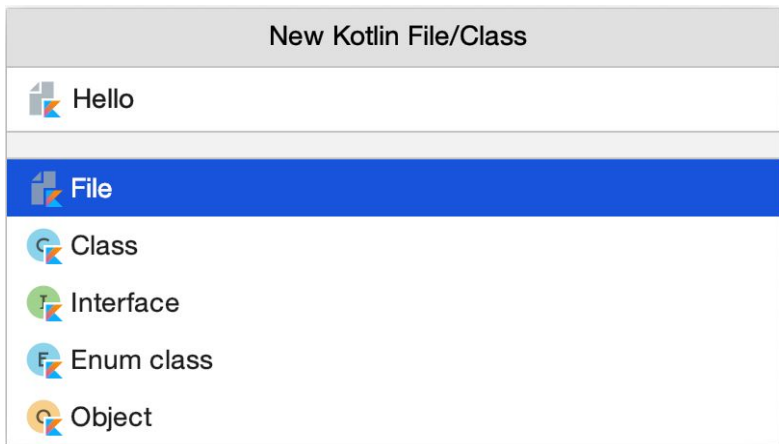 New Kotlin File/Class
Hello
File
C Class
I Interface
E Enum class
O Object